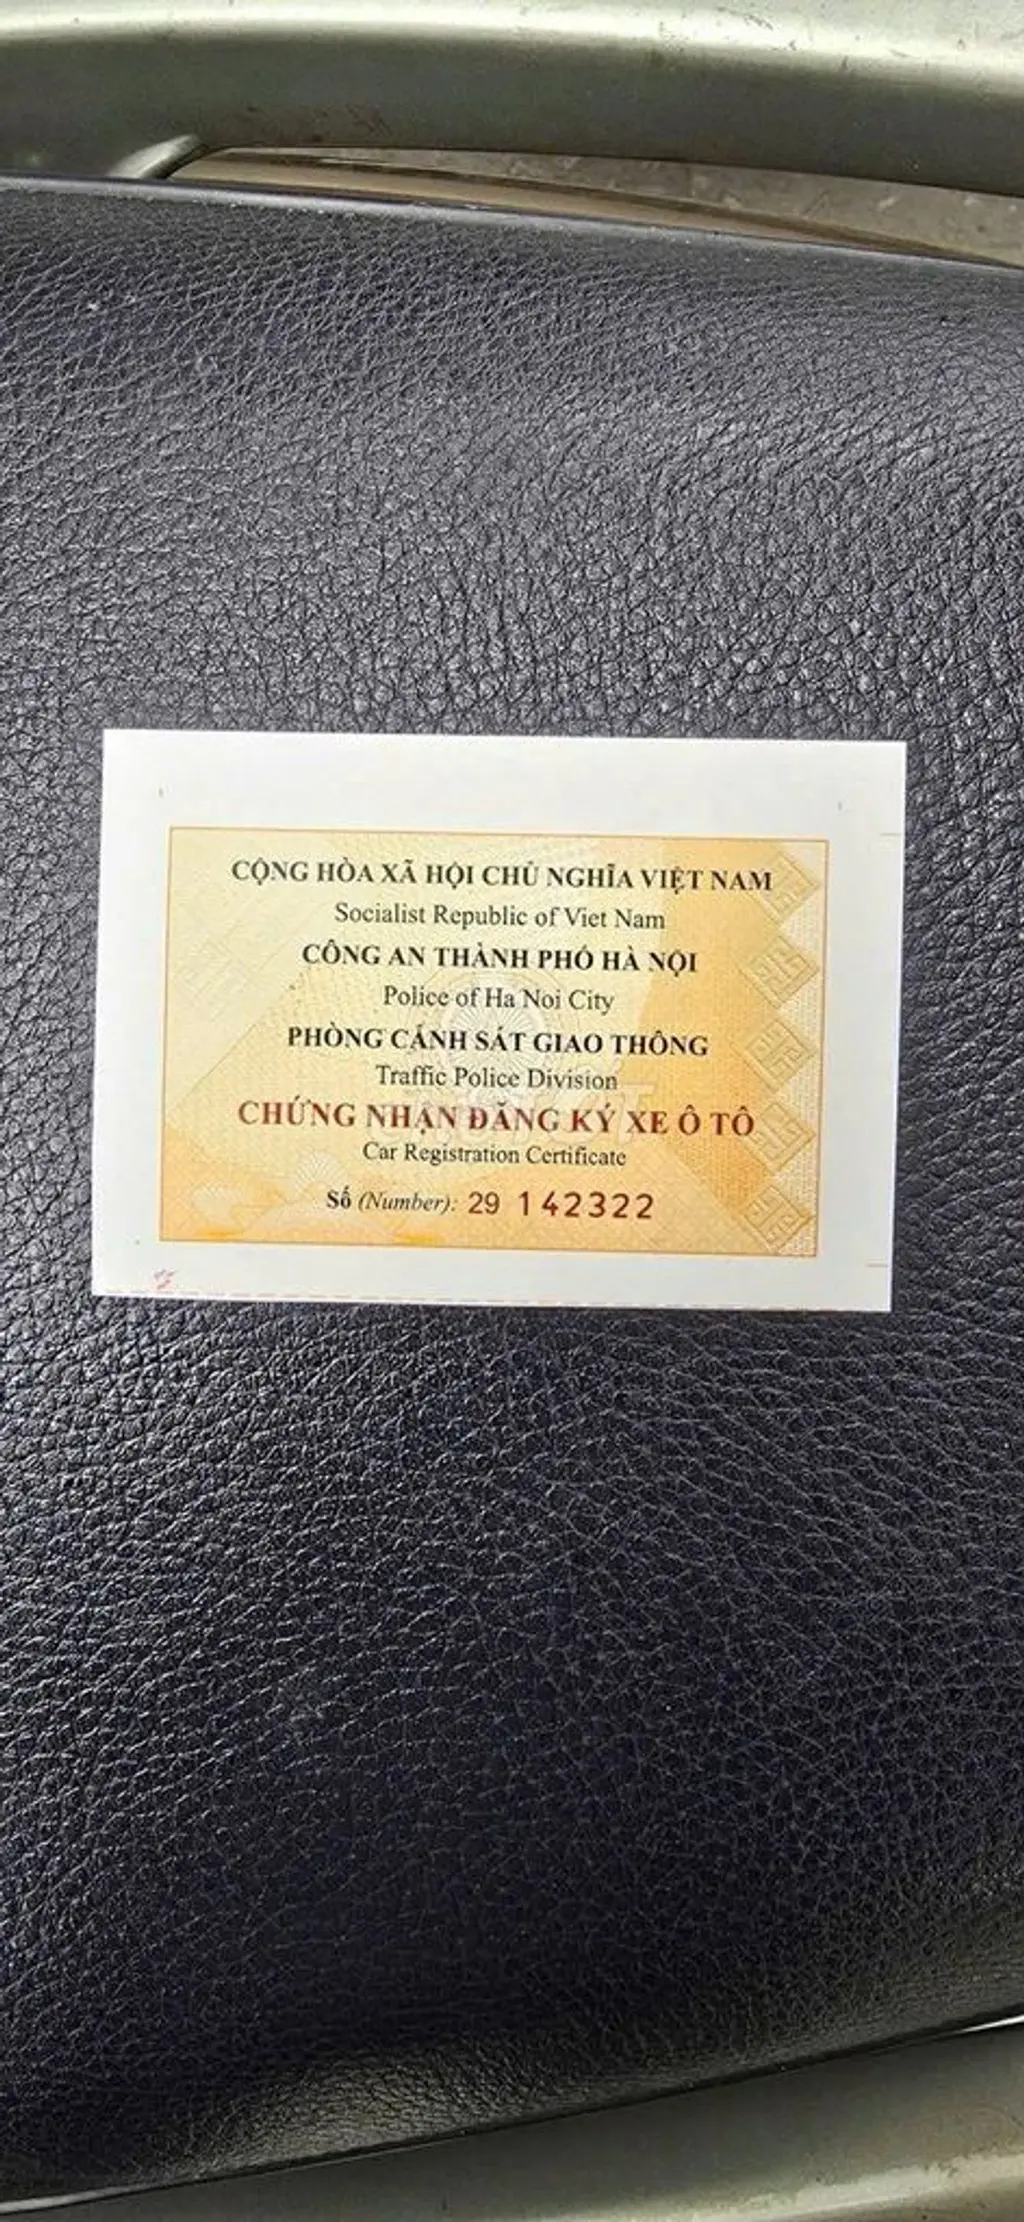 CỘNG HÒA XÃ HỘI CHỦ NGHĨA VIỆT NAM
Socialist Republic of Viet Nam
CÔNG AN THÀNH PHỐ HÀ NỘI
Police of Ha Noi City
PHÒNG CẢNH SÁT GIAO THÔNG
Traffic Police Division
CHỨNG NHẬN ĐĂNG KÝ XE Ô TÔ
Car Registration Certificate
Số (Number): 29 142322